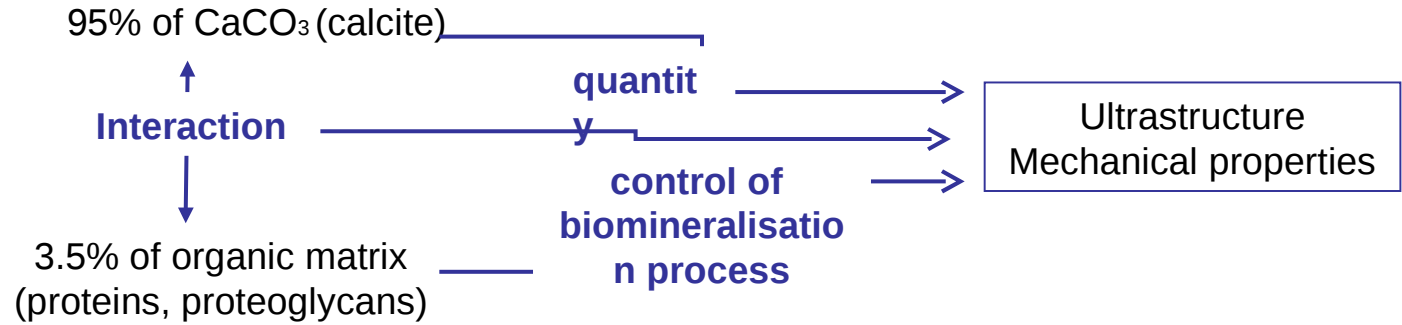 95% of CaCO₃ (calcite)
quantit
y
Interaction
Ultrastructure
Mechanical properties
control of
biomineralisatio
n process
3.5% of organic matrix
(proteins, proteoglycans)